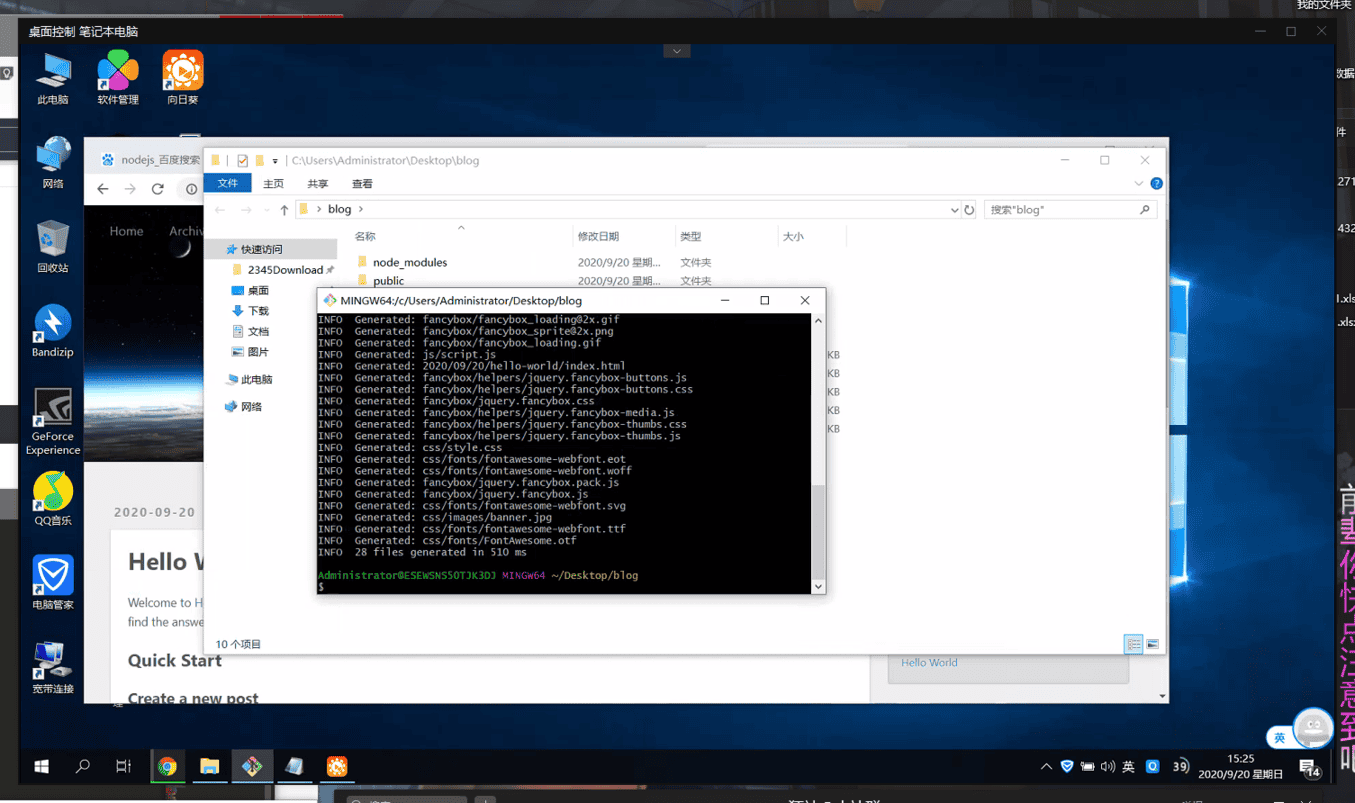 我的文件夹
桌面控制 笔记本电脑
此电脑
软件管理
向日葵
网络
回收站
Bandizip
GeForce
Experience
QQ音乐
电脑管家
宽带连接
nodejs_百度搜索
Home
Archiv
2020-09-20
Hello W
Welcome to H
find the answe
Quick Start
Create a new post
Hello World
C:\Users\Administrator\Desktop\blog
文件
主页
共享
查看
blog
搜索"blog"
名称
修改日期
类型
大小
快速访问
2345Download
桌面
下载
文档
图片
此电脑
网络
node_modules
2020/9/20 星期...
文件夹
public
2020/9/20 星期...
文件夹
KB
KB
KB
KB
KB
10 个项目
MINGW64:/c/Users/Administrator/Desktop/blog
INFO  Generated: fancybox/fancybox_loading@2x.gif
INFO  Generated: fancybox/fancybox_sprite@2x.png
INFO  Generated: fancybox/fancybox_loading.gif
INFO  Generated: js/script.js
INFO  Generated: 2020/09/20/hello-world/index.html
INFO  Generated: fancybox/helpers/jquery.fancybox-buttons.js
INFO  Generated: fancybox/helpers/jquery.fancybox-buttons.css
INFO  Generated: fancybox/jquery.fancybox.css
INFO  Generated: fancybox/helpers/jquery.fancybox-media.js
INFO  Generated: fancybox/helpers/jquery.fancybox-thumbs.css
INFO  Generated: fancybox/helpers/jquery.fancybox-thumbs.js
INFO  Generated: css/style.css
INFO  Generated: css/fonts/fontawesome-webfont.eot
INFO  Generated: css/fonts/fontawesome-webfont.woff
INFO  Generated: fancybox/jquery.fancybox.pack.js
INFO  Generated: fancybox/jquery.fancybox.js
INFO  Generated: css/fonts/fontawesome-webfont.svg
INFO  Generated: css/images/banner.jpg
INFO  Generated: css/fonts/fontawesome-webfont.ttf
INFO  Generated: css/fonts/FontAwesome.otf
INFO  28 files generated in 510 ms
Administrator@ESEWSNS5OTJK3DJ MINGW64 ~/Desktop/blog
$
数据
件
271
432
.xls
.xls
前辈你快点注意到吧
英
英
39
15:25
2020/9/20 星期日
14